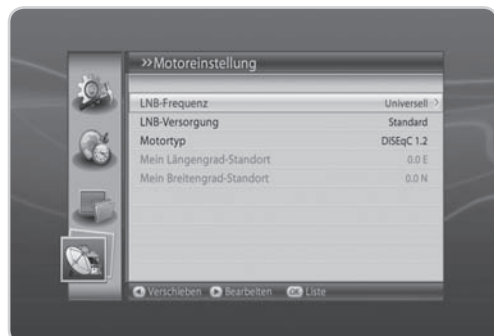 >>Motoreinstellung
LNB-Frequenz Universell >
LNB-Versorgung Standard
Motortyp DISEqC 1.2
Mein Längengrad-Standort 0.0 E
Mein Breitengrad-Standort 0.0 N
Verschieben Bearbeiten OK Liste